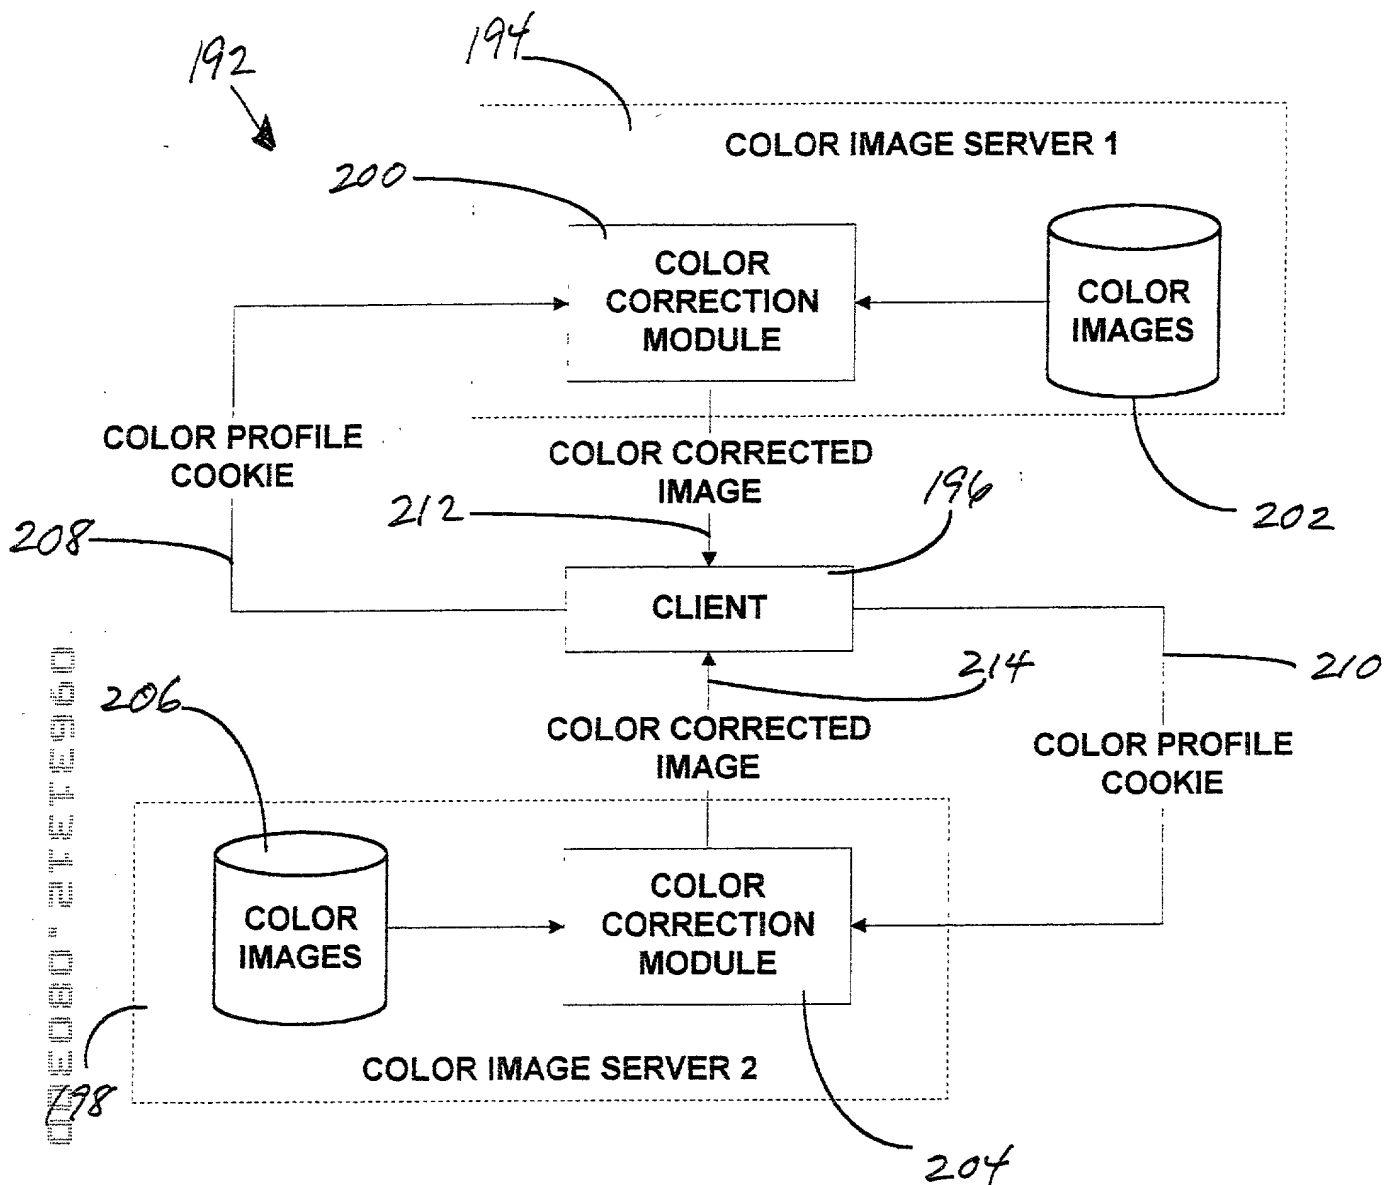 192
194
COLOR IMAGE SERVER 1
200
COLOR
CORRECTION
MODULE
COLOR
IMAGES
COLOR PROFILE
COOKIE
COLOR CORRECTED
IMAGE
212
196
202
208
CLIENT
214
210
206
COLOR CORRECTED
IMAGE
COLOR PROFILE
COOKIE
COLOR
IMAGES
COLOR
CORRECTION
MODULE
198
COLOR IMAGE SERVER 2
204